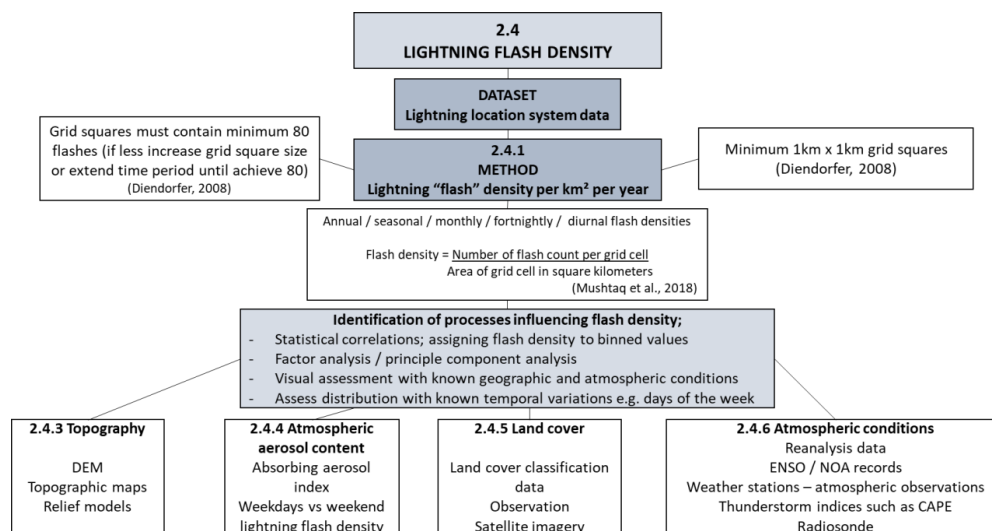 2.4
LIGHTNING FLASH DENSITY
DATASET
Lightning location system data
Grid squares must contain minimum 80
flashes (if less increase grid square size
or extend time period until achieve 80)
(Diendorfer, 2008)
2.4.1
METHOD
Lightning “flash” density per km² per year
Minimum 1km x 1km grid squares
(Diendorfer, 2008)
Annual / seasonal / monthly / fortnightly / diurnal flash densities
Flash density = Number of flash count per grid cell
Area of grid cell in square kilometers
(Mushtaq et al., 2018)
Identification of processes influencing flash density;
- Statistical correlations; assigning flash density to binned values
- Factor analysis / principle component analysis
- Visual assessment with known geographic and atmospheric conditions
- Assess distribution with known temporal variations e.g. days of the week
2.4.3 Topography
DEM
Topographic maps
Relief models
2.4.4 Atmospheric
aerosol content
Absorbing aerosol
index
Weekdays vs weekend
lightning flash density
2.4.5 Land cover
Land cover classification
data
Observation
Satellite imagery
2.4.6 Atmospheric conditions
Reanalysis data
ENSO / NOA records
Weather stations – atmospheric observations
Thunderstorm indices such as CAPE
Radiosonde